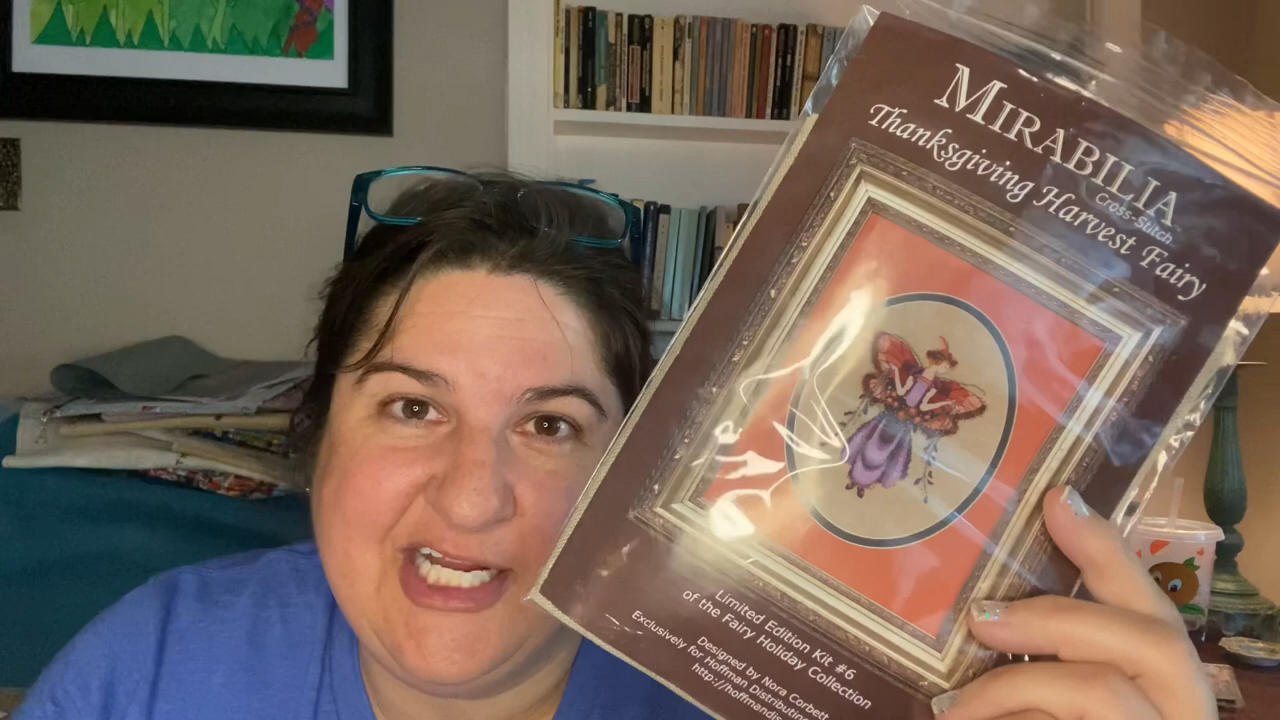 MIRABILIA
Cross-Stitch
Thanksgiving Harvest Fairy
Limited Edition Kit #6
of the Fairy Holiday Collection
Designed by Nora Corbett
Exclusively for Hoffman Distributing